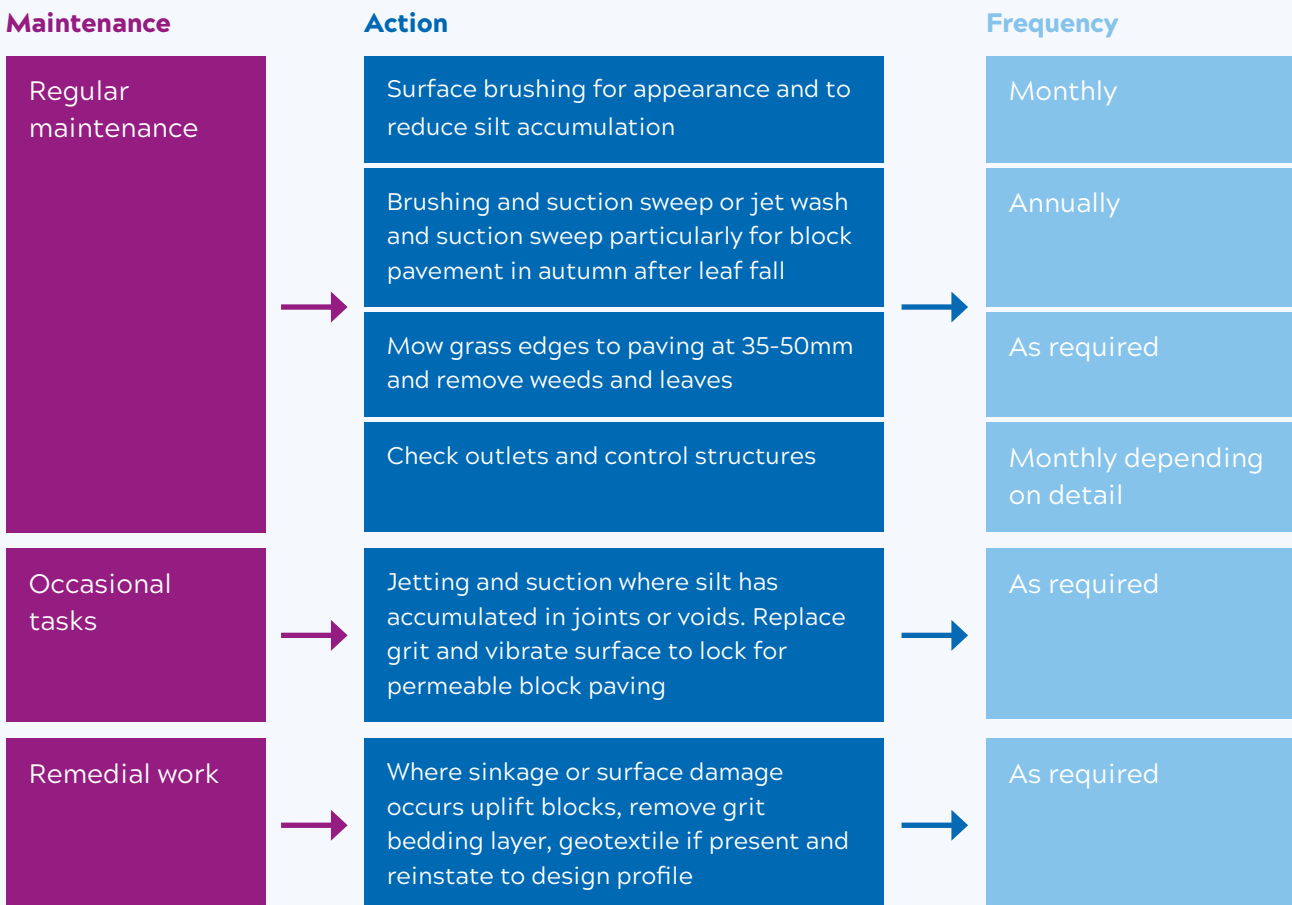 Maintenance
Action
Frequency
Regular
maintenance
Surface brushing for appearance and to
reduce silt accumulation
Monthly
Brushing and suction sweep or jet wash
and suction sweep particularly for block
pavement in autumn after leaf fall
Annually
Mow grass edges to paving at 35-50mm
and remove weeds and leaves
As required
Check outlets and control structures
Monthly depending
on detail
Occasional
tasks
Jetting and suction where silt has
accumulated in joints or voids. Replace
grit and vibrate surface to lock for
permeable block paving
As required
Remedial work
Where sinkage or surface damage
occurs uplift blocks, remove grit
bedding layer, geotextile if present and
reinstate to design profile
As required